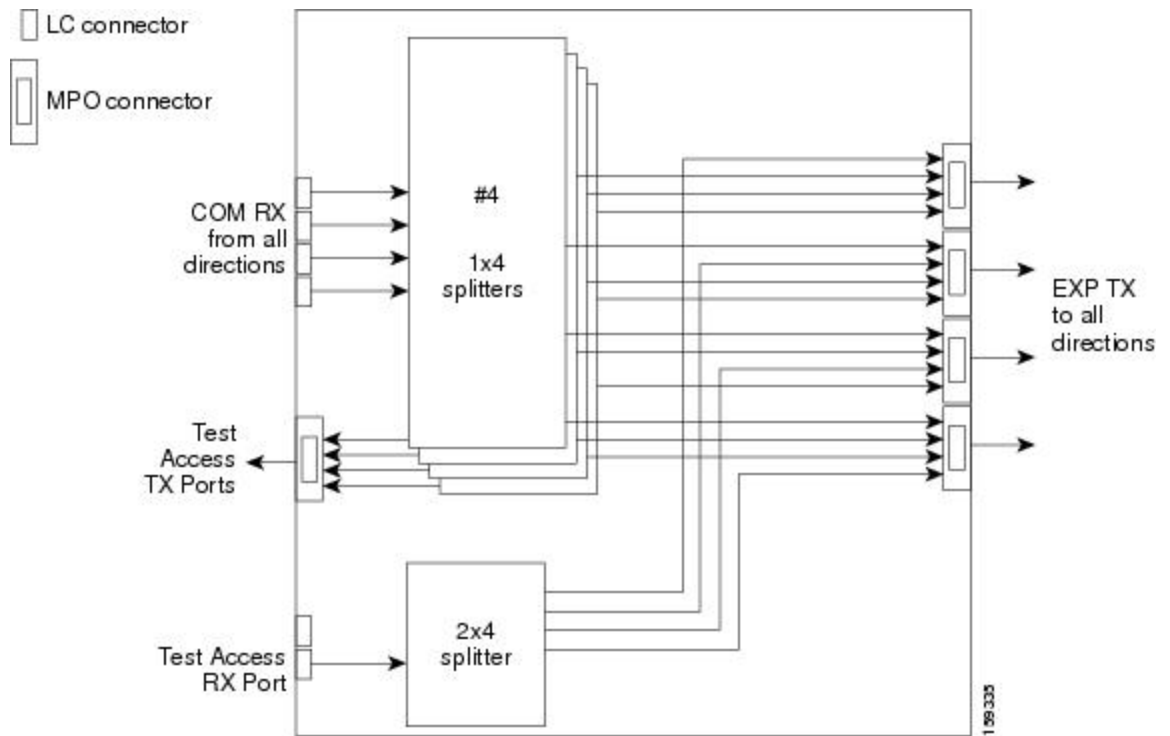 LC connector
MPO connector
COM RX
from all
directions
#4
1x4
splitters
EXP TX
to all
directions
Test
Access
TX Ports
2x4
splitter
Test Access
RX Port
159335